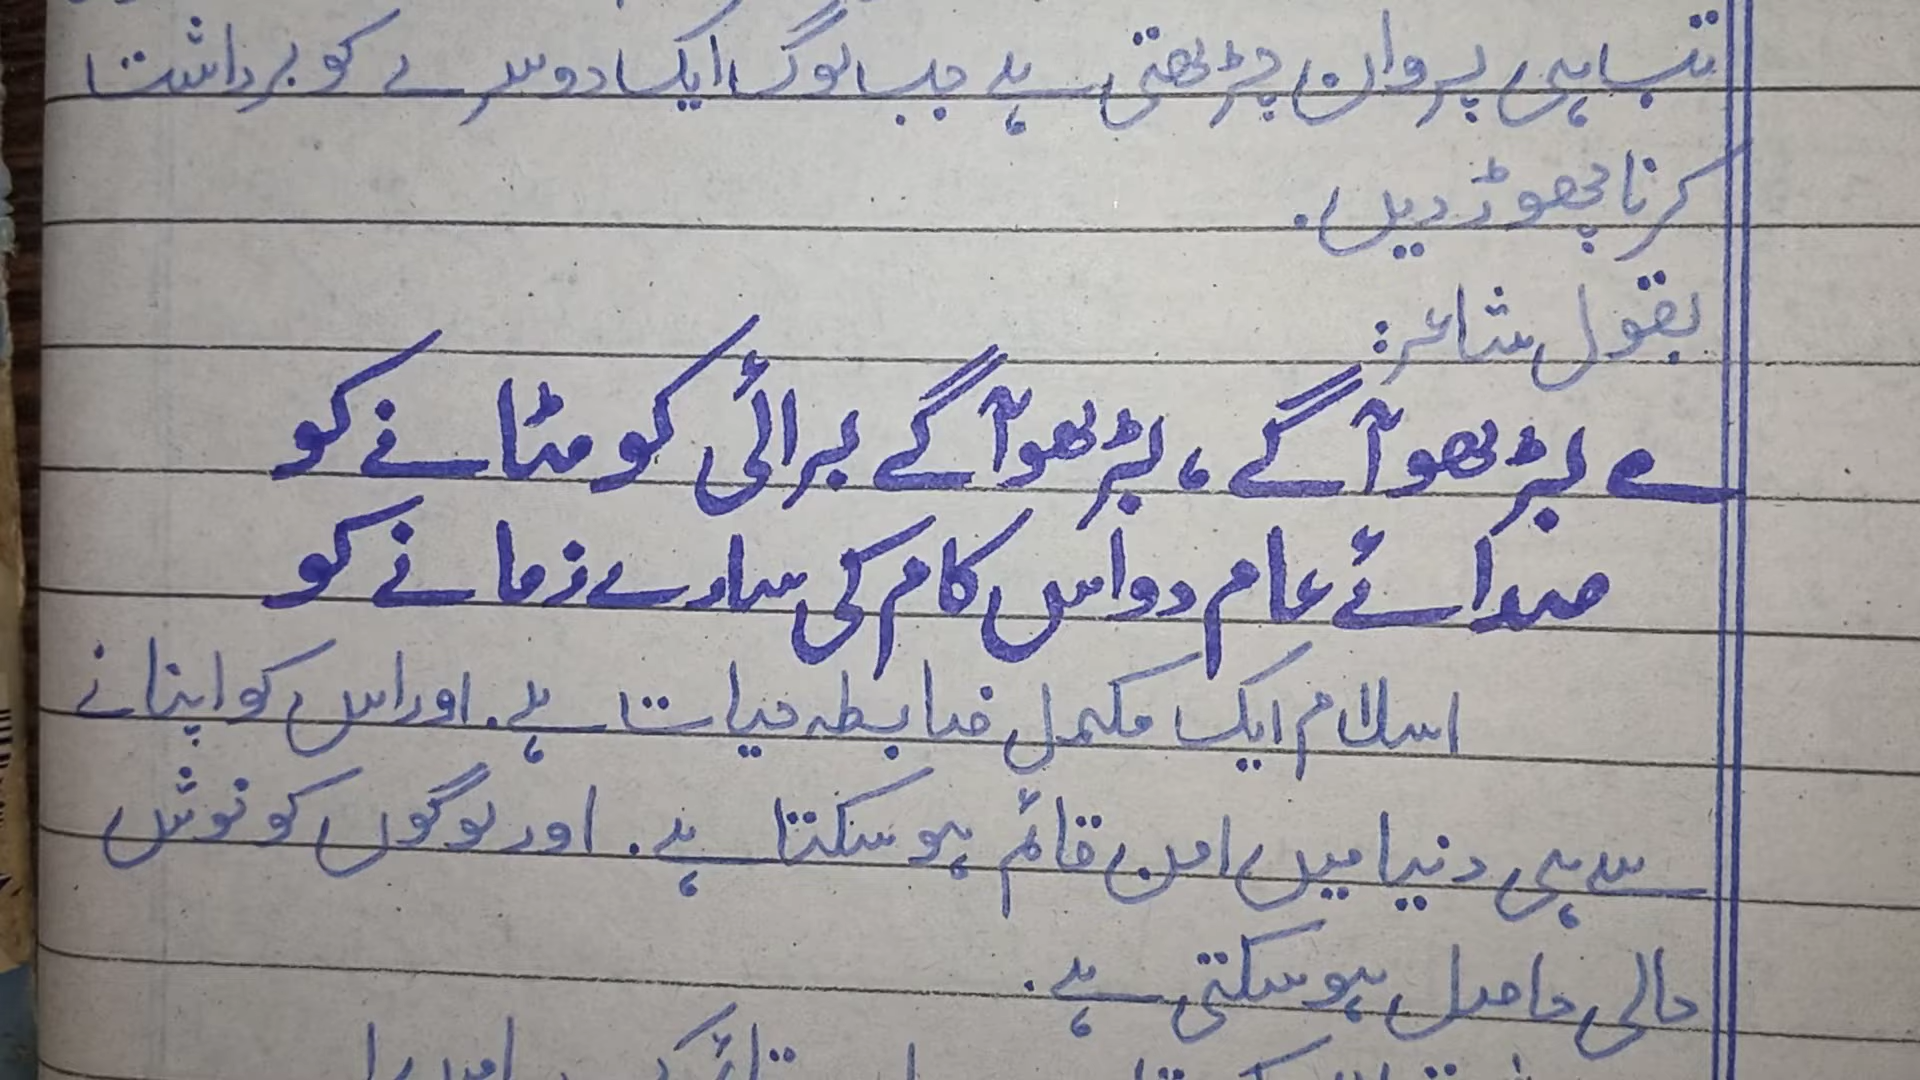 تب ہی پروان چڑھتی ہے جب لوگ ایک دوسرے کو برداشت
کرنا چھوڑ دیں.
بقول شاعر:
؎ بڑھو آگے ، بڑھو آگے برائی کو مٹانے کو
صدائے عام دو اس کام کی سارے زمانے کو
اسلام ایک مکمل ضابطہ حیات ہے. اور اس کو اپنانے
سے ہی دنیا میں امن قائم ہو سکتا ہے. اور لوگوں کو خوش
حالی حاصل ہو سکتی ہے.